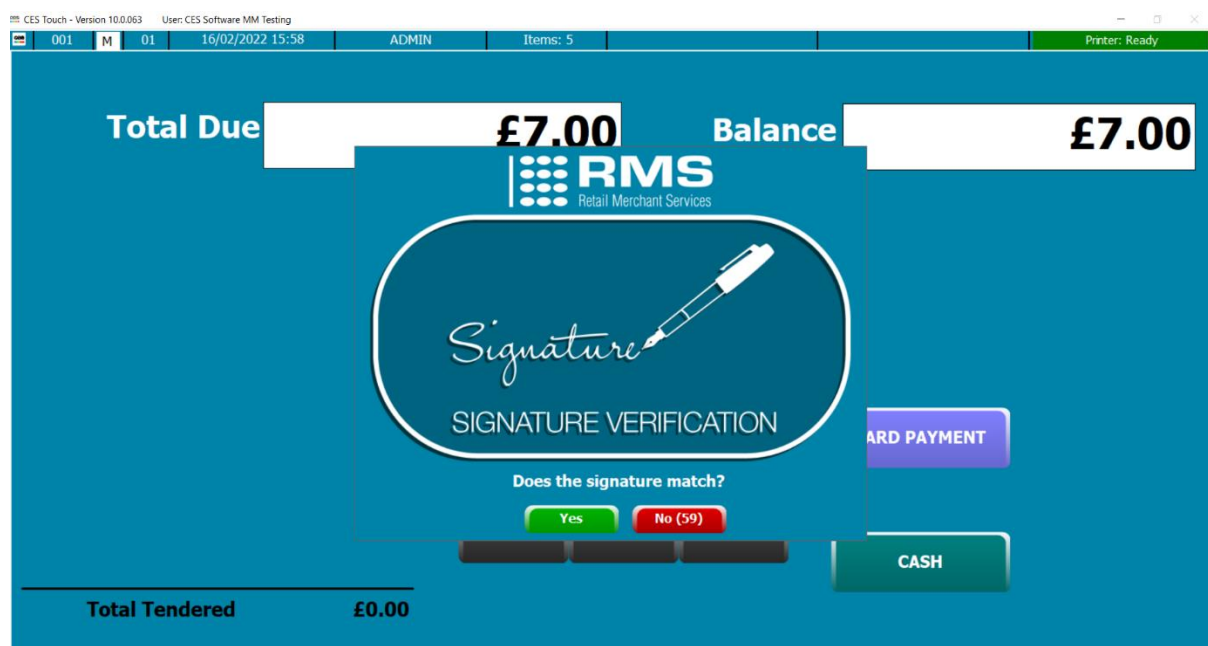 CES Touch - Version 10.0.063 User: CES Software MM Testing
001 M 01 16/02/2022 15:58 ADMIN Items: 5 Printer: Ready
Total Due £7.00 Balance £7.00
RMS
Retail Merchant Services
Signature
SIGNATURE VERIFICATION
ARD PAYMENT
Does the signature match?
Yes No (59)
CASH
Total Tendered £0.00